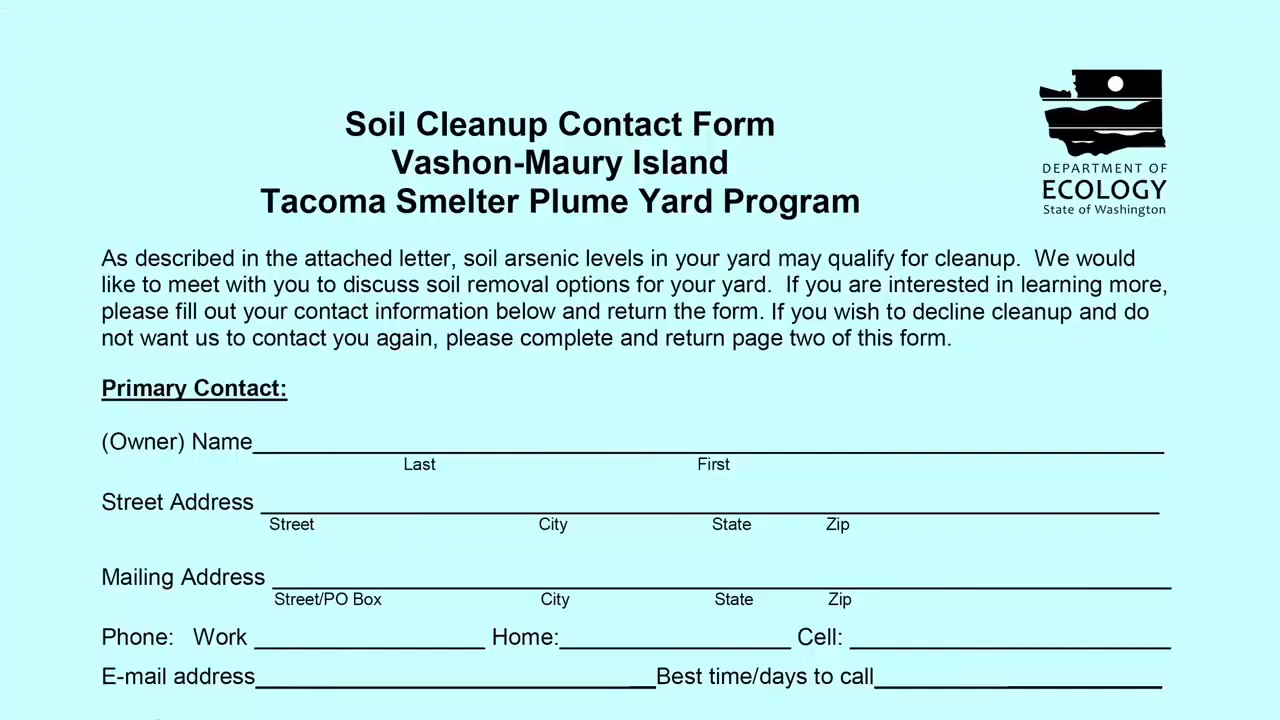 Soil Cleanup Contact Form
Vashon-Maury Island
Tacoma Smelter Plume Yard Program
DEPARTMENT OF
ECOLOGY
State of Washington
As described in the attached letter, soil arsenic levels in your yard may qualify for cleanup.  We would
like to meet with you to discuss soil removal options for your yard.  If you are interested in learning more,
please fill out your contact information below and return the form. If you wish to decline cleanup and do
not want us to contact you again, please complete and return page two of this form.
Primary Contact:
(Owner) Name
Last First
Street Address
Street City State Zip
Mailing Address
Street/PO Box City State Zip
Phone: Work Home: Cell:
E-mail address Best time/days to call